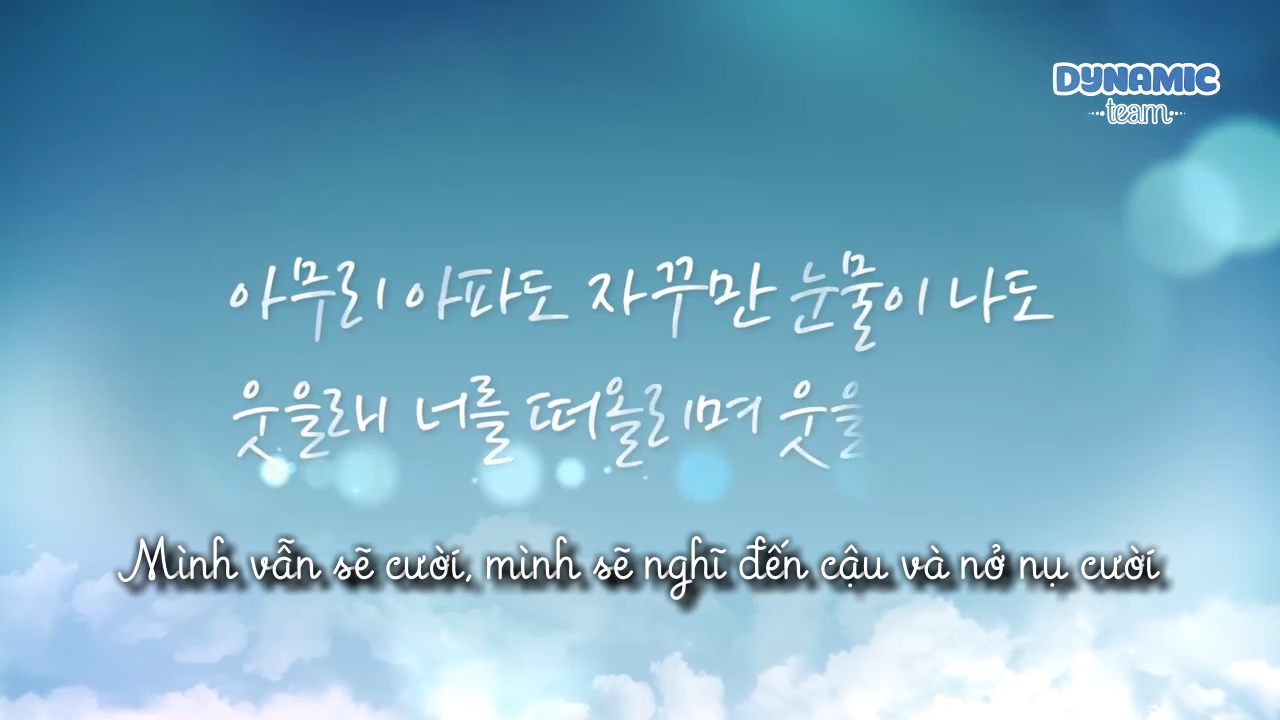 DYNAMIC
team
아무리 아파도 자꾸만 눈물이 나도
웃을래 너를 떠올리며 웃을
Mình vẫn sẽ cười, mình sẽ nghĩ đến cậu và nở nụ cười